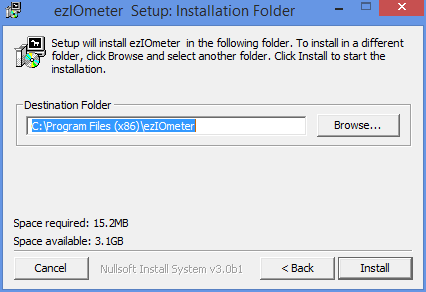 ezIOmeter Setup: Installation Folder
Setup will install ezIOmeter in the following folder. To install in a different
folder, click Browse and select another folder. Click Install to start the
installation.
Destination Folder
C:\Program Files (x86)\ezIOmeter
Browse...
Space required: 15.2MB
Space available: 3.1GB
Cancel
Nullsoft Install System v3.0b1
< Back
Install